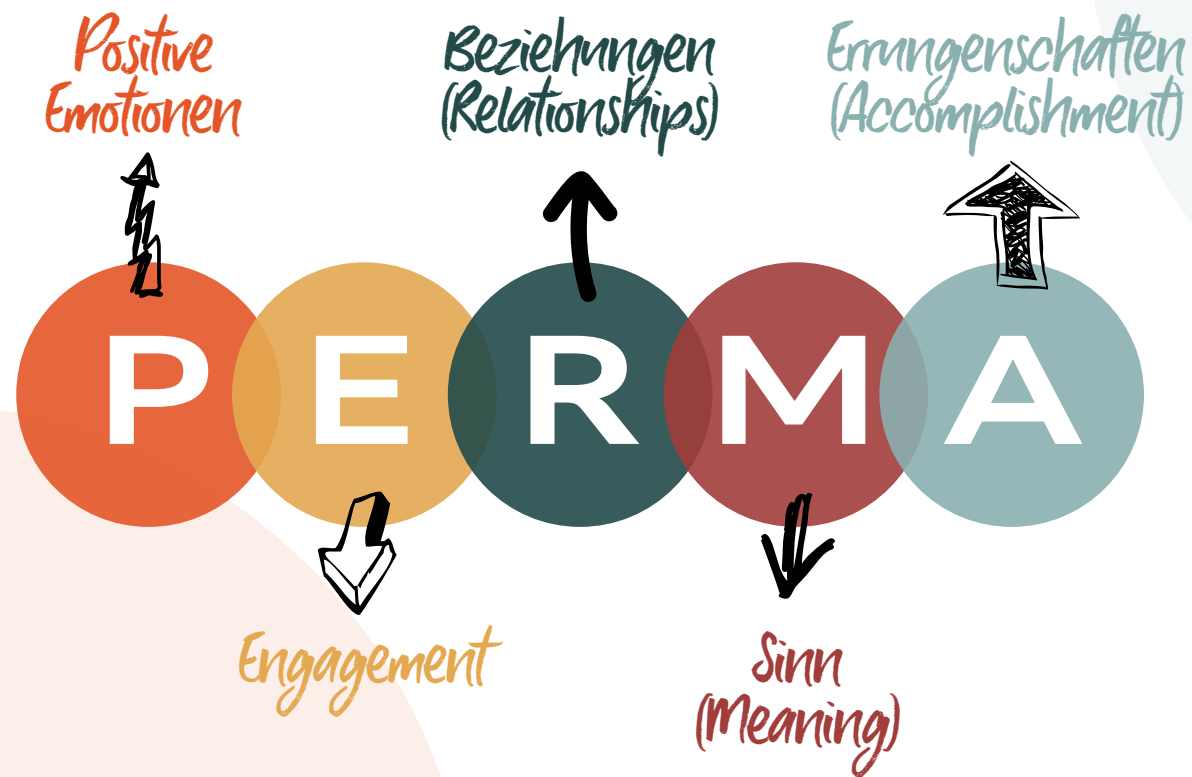 Positive
Emotionen
Beziehungen
(Relationships)
Errungenschaften
(Accomplishment)
P E R M A
Engagement
Sinn
(Meaning)